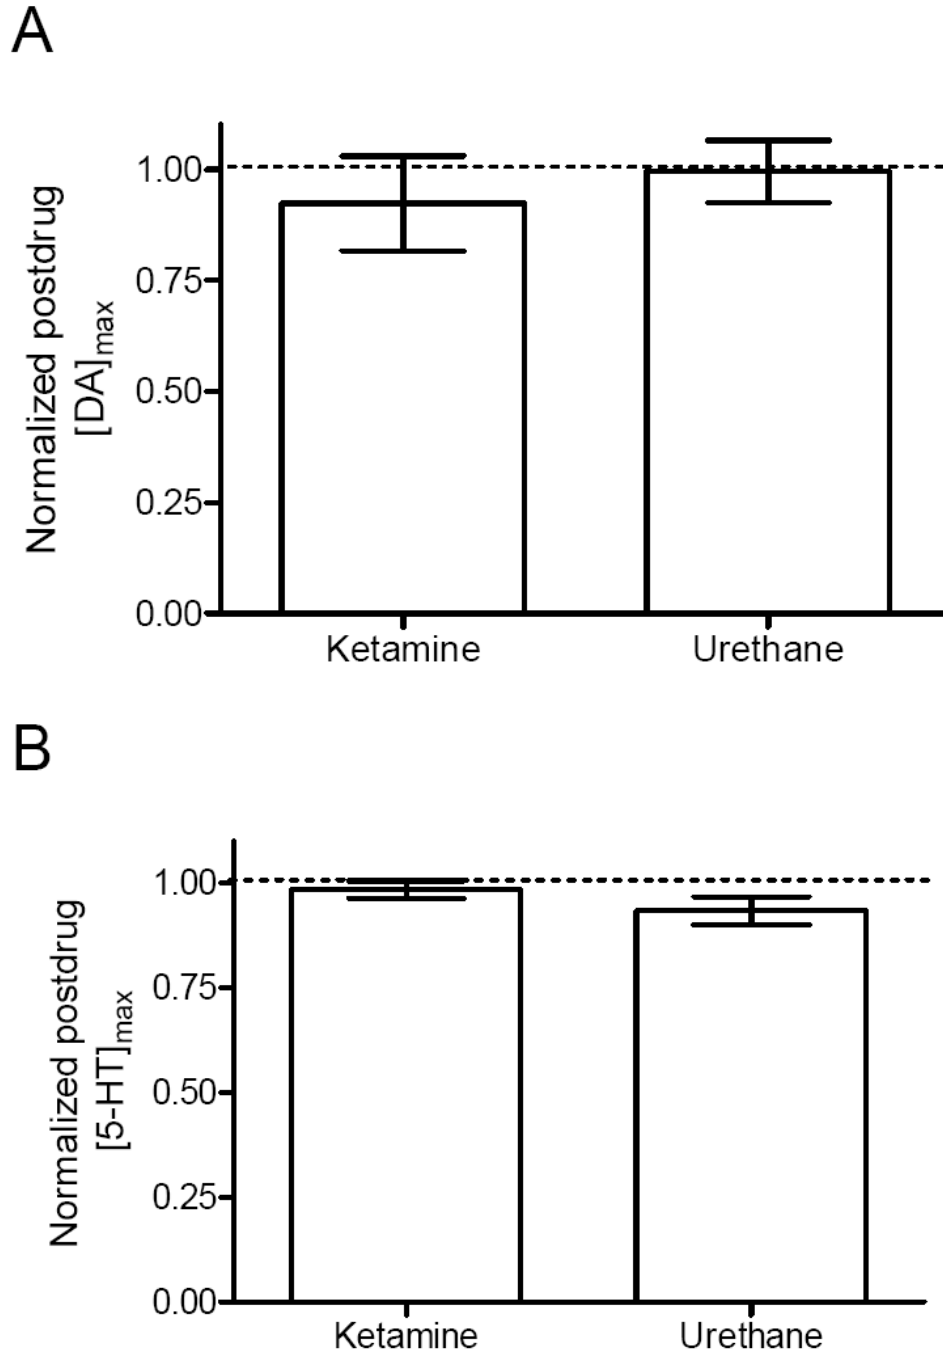 A
Normalized postdrug
[DA]max
1.00
0.75
0.50
0.25
0.00
Ketamine Urethane
B
Normalized postdrug
[5-HT]max
1.00
0.75
0.50
0.25
0.00
Ketamine Urethane